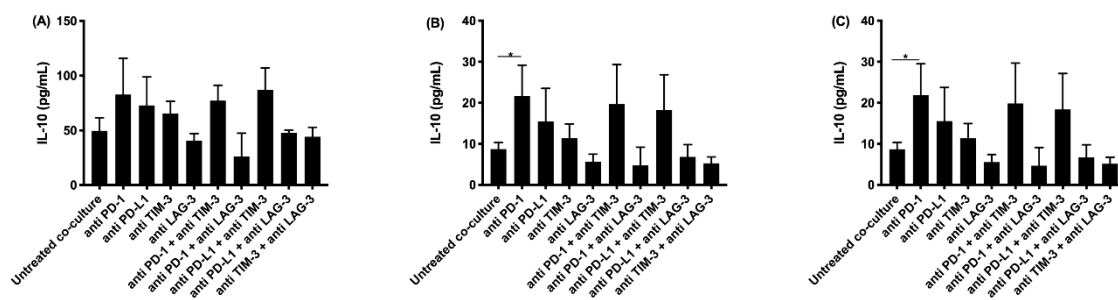 (A)
IL-10 (pg/mL)
150
100
50
0
Untreated co-culture
anti PD-1
anti PD-L1
anti TIM-3
anti LAG-3
anti PD-1 + anti TIM-3
anti PD-1 + anti LAG-3
anti PD-L1 + anti TIM-3
anti PD-L1 + anti LAG-3
anti TIM-3 + anti LAG-3
(B)
IL-10 (pg/mL)
40
30
20
10
0
*
Untreated co-culture
anti PD-1
anti PD-L1
anti TIM-3
anti LAG-3
anti PD-1 + anti TIM-3
anti PD-1 + anti LAG-3
anti PD-L1 + anti TIM-3
anti PD-L1 + anti LAG-3
anti TIM-3 + anti LAG-3
(C)
IL-10 (pg/mL)
40
30
20
10
0
*
Untreated co-culture
anti PD-1
anti PD-L1
anti TIM-3
anti LAG-3
anti PD-1 + anti TIM-3
anti PD-1 + anti LAG-3
anti PD-L1 + anti TIM-3
anti PD-L1 + anti LAG-3
anti TIM-3 + anti LAG-3